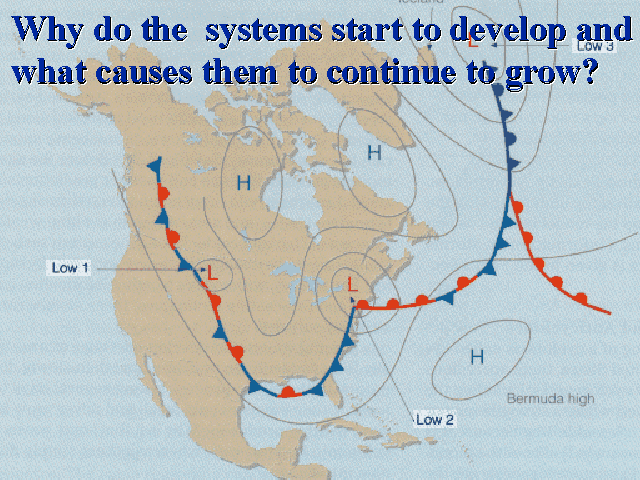 Iceland
Why do the systems start to develop and
what causes them to continue to grow?
L
Low 3
H
H
Low 1
L
L
H
Bermuda high
Low 2